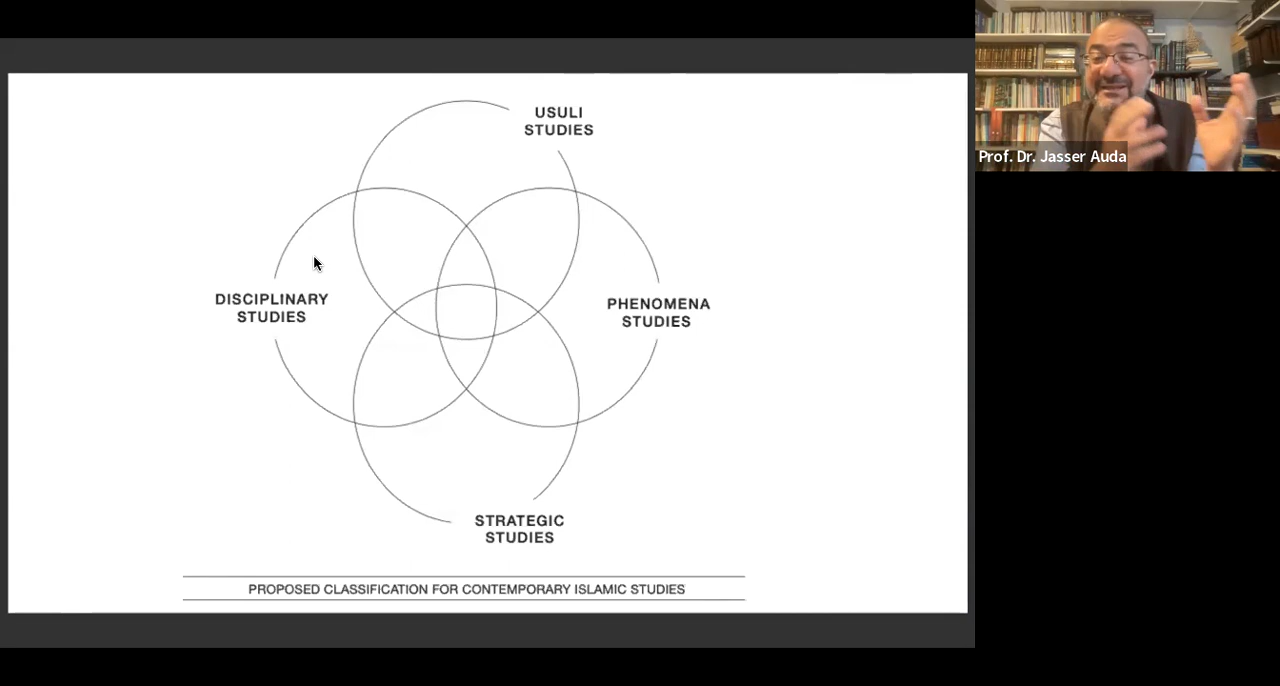 USULI
STUDIES
DISCIPLINARY
STUDIES
PHENOMENA
STUDIES
STRATEGIC
STUDIES
PROPOSED CLASSIFICATION FOR CONTEMPORARY ISLAMIC STUDIES
Prof. Dr. Jasser Auda